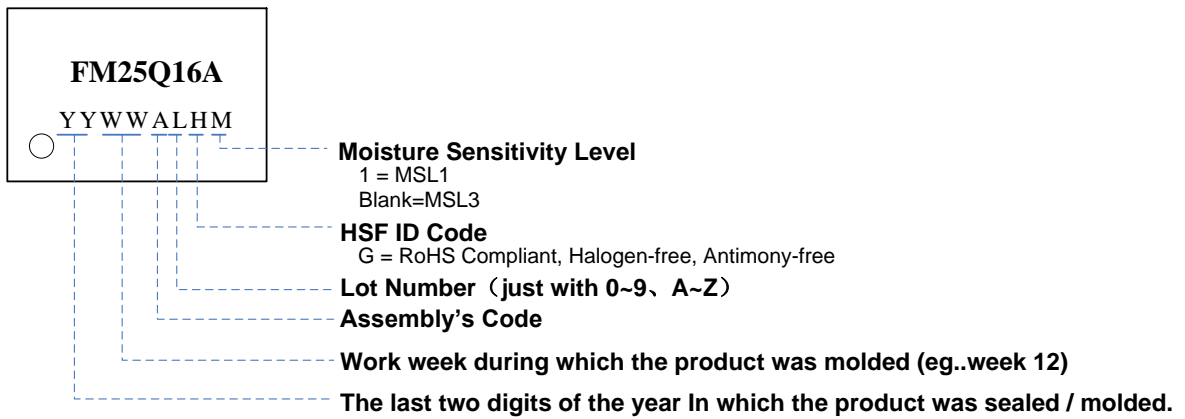 FM25Q16A
YYWWALHM
Moisture Sensitivity Level
1 = MSL1
Blank=MSL3
HSF ID Code
G = RoHS Compliant, Halogen-free, Antimony-free
Lot Number（just with 0~9、A~Z）
Assembly's Code
Work week during which the product was molded (eg..week 12)
The last two digits of the year In which the product was sealed / molded.